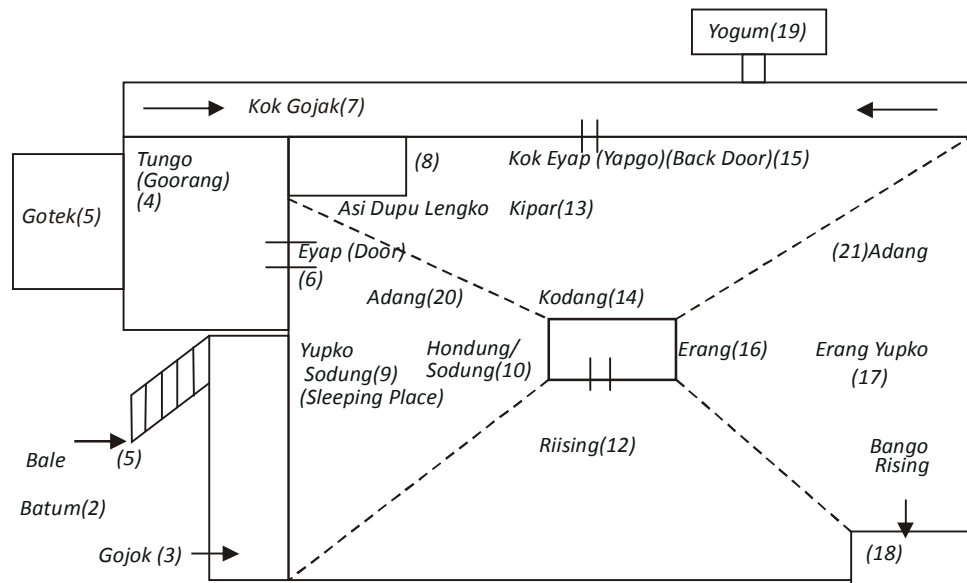 Yogum(19)
Kok Gojak(7)
Tungo
(Goorang)
(4)
(8)
Kok Eyap (Yapgo)(Back Door)(15)
Gotek(5)
Asi Dupu Lengko Kipar(13)
Eyap (Door)
(6)
(21)Adang
Adang(20)
Kodang(14)
Yupko
Sodung(9)
(Sleeping Place)
Hondung/
Sodung(10)
Erang(16)
Erang Yupko
(17)
Riising(12)
Bango
Rising
Bale
(5)
Batum(2)
Gojok (3)
(18)